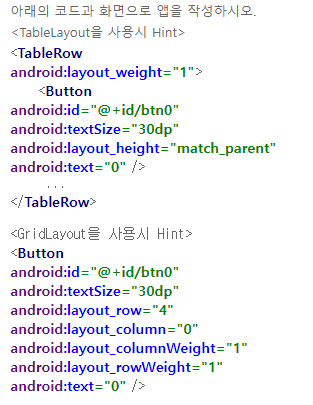 아래의 코드과 화면으로 앱을 작성하시오.
<TableLayout을 사용시 Hint>
<TableRow
android:layout_weight="1">
<Button
android:id="@+id/btn0"
android:textSize="30dp"
android:layout_height="match_parent"
android:text="0" />
...
</TableRow>
<GridLayout을 사용시 Hint>
<Button
android:id="@+id/btn0"
android:textSize="30dp"
android:layout_row="4"
android:layout_column="0"
android:layout_columnWeight="1"
android:layout_rowWeight="1"
android:text="0" />